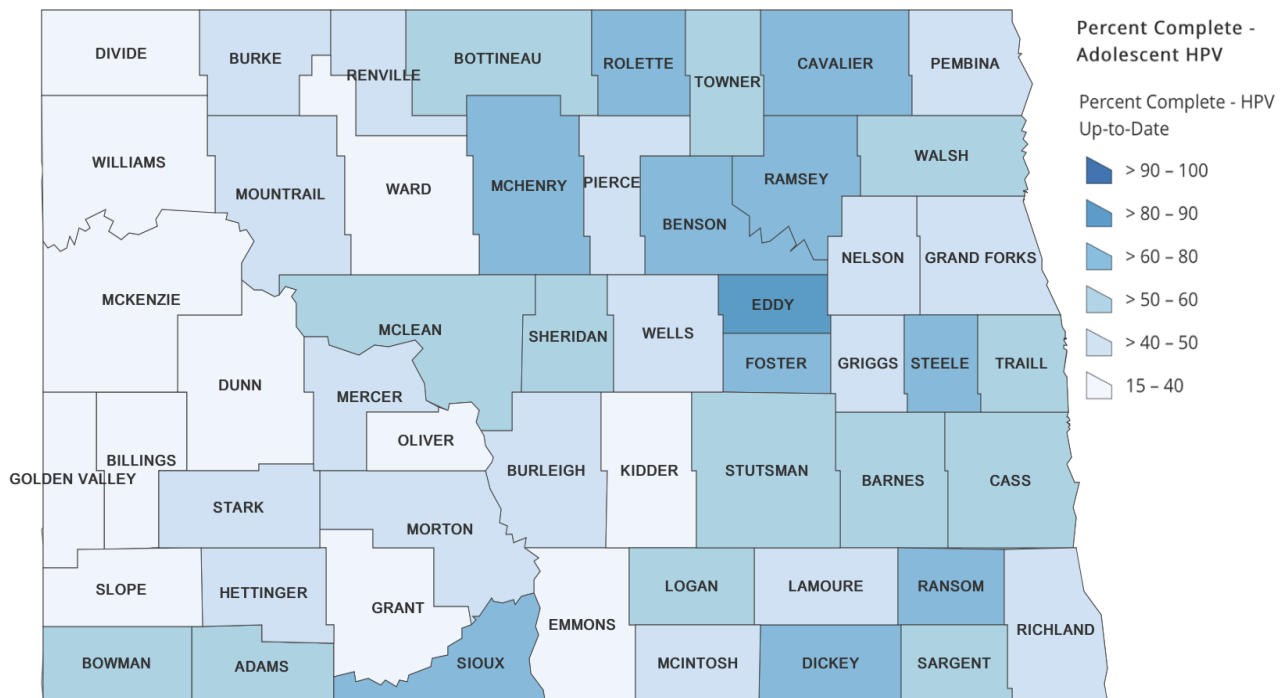 Percent Complete -
Adolescent HPV
Percent Complete - HPV
Up-to-Date
> 90 – 100
> 80 – 90
> 60 – 80
> 50 – 60
> 40 – 50
15 – 40
DIVIDE
BURKE
RENVILLE
BOTTINEAU
ROLETTE
TOWNER
CAVALIER
PEMBINA
WILLIAMS
MOUNTRAIL
WARD
MCHENRY
PIERCE
BENSON
RAMSEY
WALSH
MCKENZIE
NELSON
GRAND FORKS
DUNN
MCLEAN
SHERIDAN
WELLS
EDDY
FOSTER
GRIGGS
STEELE
TRAILL
MERCER
OLIVER
GOLDEN VALLEY
BILLINGS
STARK
MORTON
BURLEIGH
KIDDER
STUTSMAN
BARNES
CASS
SLOPE
HETTINGER
GRANT
EMMONS
LOGAN
LAMOURE
RANSOM
RICHLAND
BOWMAN
ADAMS
SIOUX
MCINTOSH
DICKEY
SARGENT